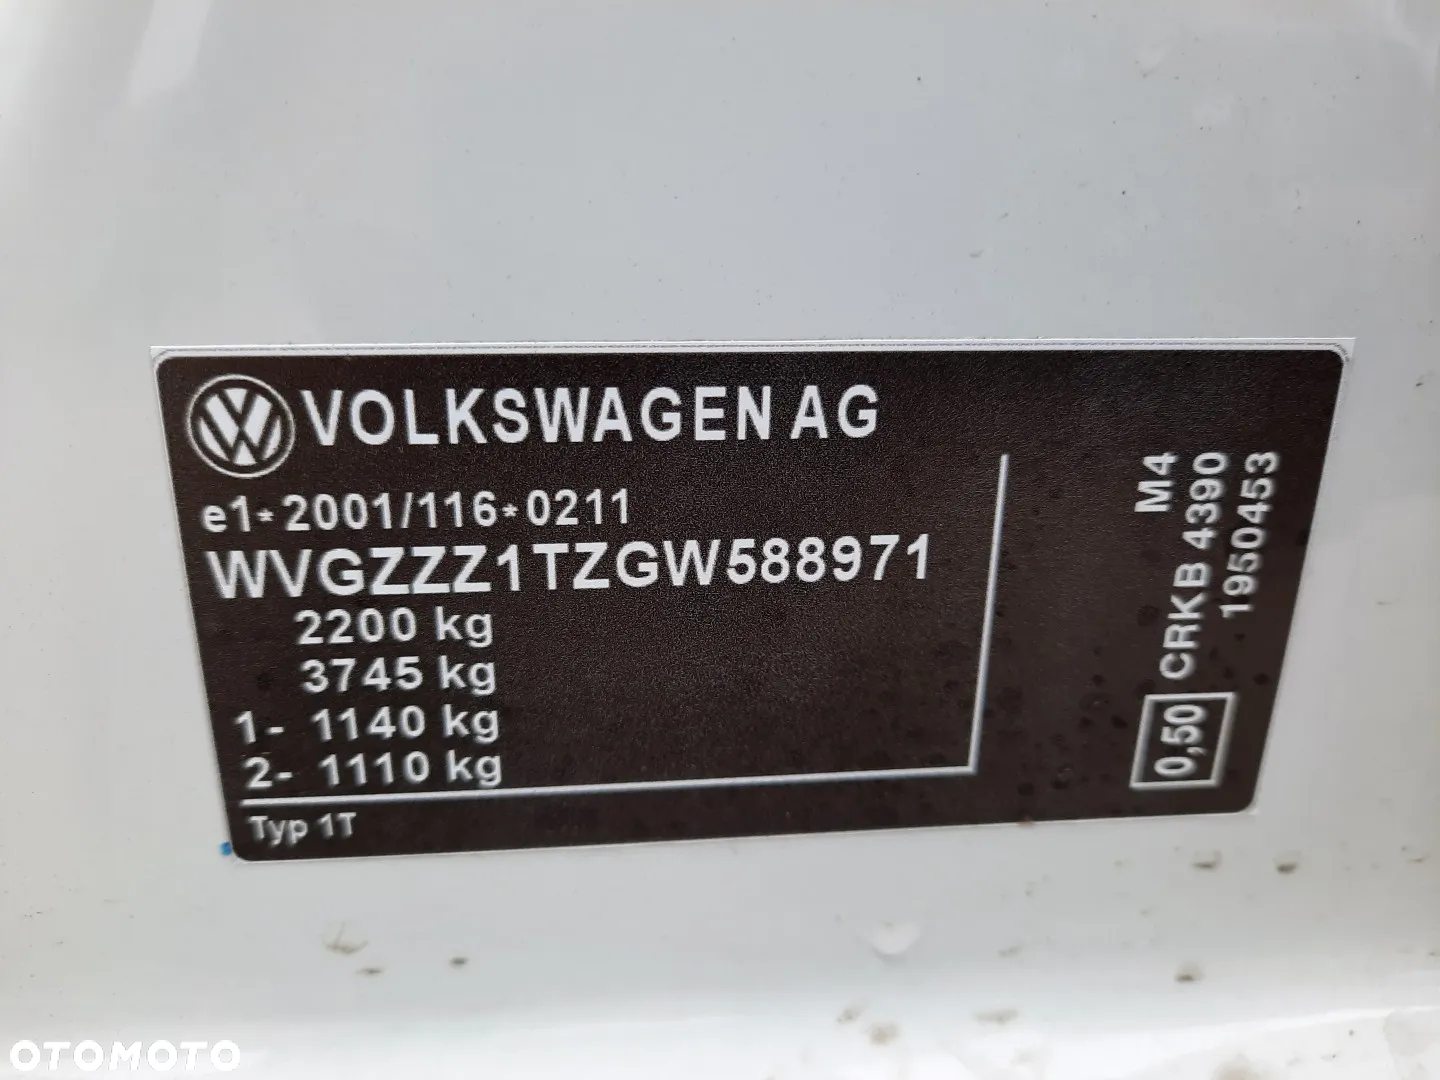 VOLKSWAGEN AG
e1*2001/116*0211
WVGZZZ1TZGW588971
2200 kg
3745 kg
1- 1140 kg
2- 1110 kg
Typ 1T
M4
0,50 CRKB 4390
1950453
OTOMOTO